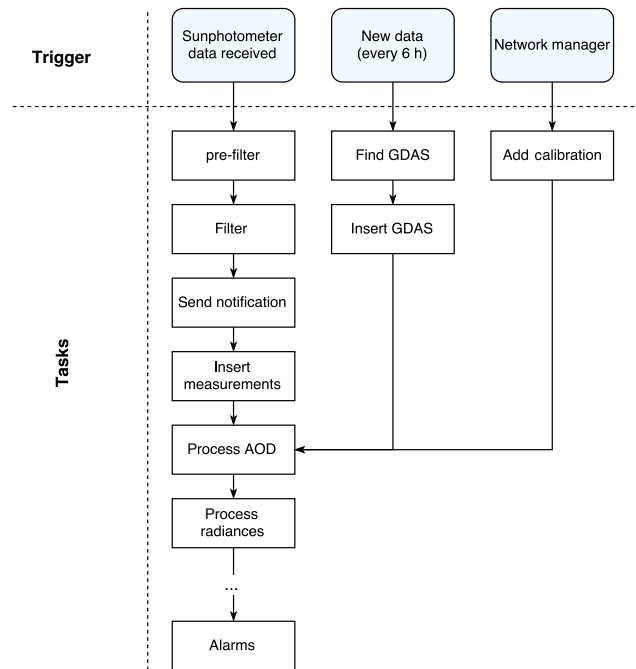 Trigger
Sunphotometer
data received
New data
(every 6 h)
Network manager
Tasks
pre-filter
Find GDAS
Add calibration
Filter
Insert GDAS
Send notification
Insert
measurements
Process AOD
Process
radiances
...
Alarms